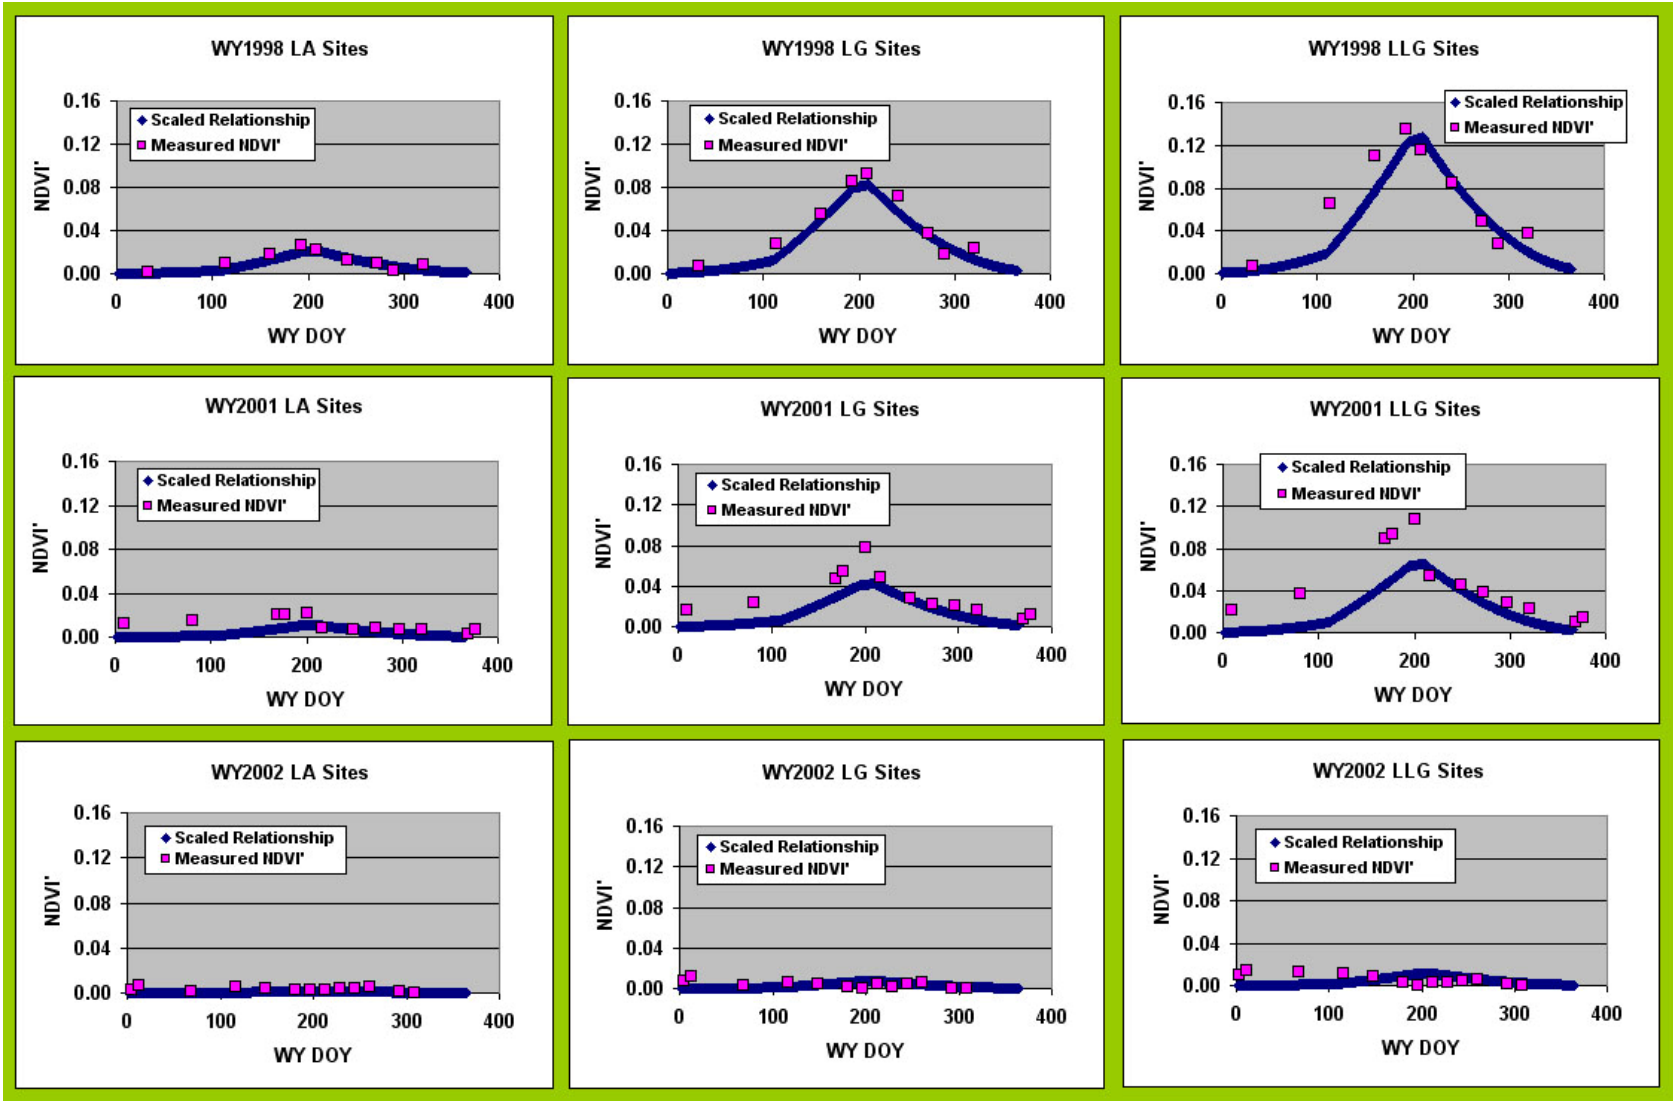 WY1998 LA Sites
0.16
0.12
0.08
0.04
0.00
NDVI'
Scaled Relationship
Measured NDVI'
0 100 200 300 400
WY DOY
WY1998 LG Sites
0.16
0.12
0.08
0.04
0.00
NDVI'
Scaled Relationship
Measured NDVI'
0 100 200 300 400
WY DOY
WY1998 LLG Sites
0.16
0.12
0.08
0.04
0.00
NDVI'
Scaled Relationship
Measured NDVI'
0 100 200 300 400
WY DOY
WY2001 LA Sites
0.16
0.12
0.08
0.04
0.00
NDVI'
Scaled Relationship
Measured NDVI'
0 100 200 300 400
WY DOY
WY2001 LG Sites
0.16
0.12
0.08
0.04
0.00
NDVI'
Scaled Relationship
Measured NDVI'
0 100 200 300 400
WY DOY
WY2001 LLG Sites
0.16
0.12
0.08
0.04
0.00
NDVI'
Scaled Relationship
Measured NDVI'
0 100 200 300 400
WY DOY
WY2002 LA Sites
0.16
0.12
0.08
0.04
0.00
NDVI'
Scaled Relationship
Measured NDVI'
0 100 200 300 400
WY DOY
WY2002 LG Sites
0.16
0.12
0.08
0.04
0.00
NDVI'
Scaled Relationship
Measured NDVI'
0 100 200 300 400
WY DOY
WY2002 LLG Sites
0.16
0.12
0.08
0.04
0.00
NDVI'
Scaled Relationship
Measured NDVI'
0 100 200 300 400
WY DOY